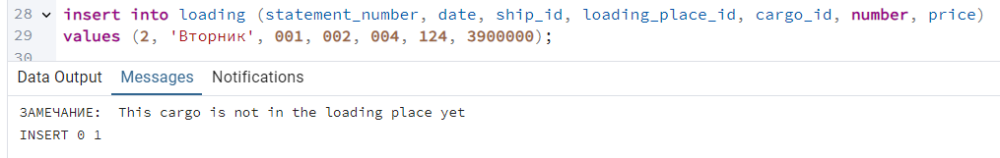 28 insert into loading (statement_number, date, ship_id, loading_place_id, cargo_id, number, price)
29 values (2, 'Вторник', 001, 002, 004, 124, 3900000);
30
Data Output Messages Notifications
ЗАМЕЧАНИЕ: This cargo is not in the loading place yet
INSERT 0 1